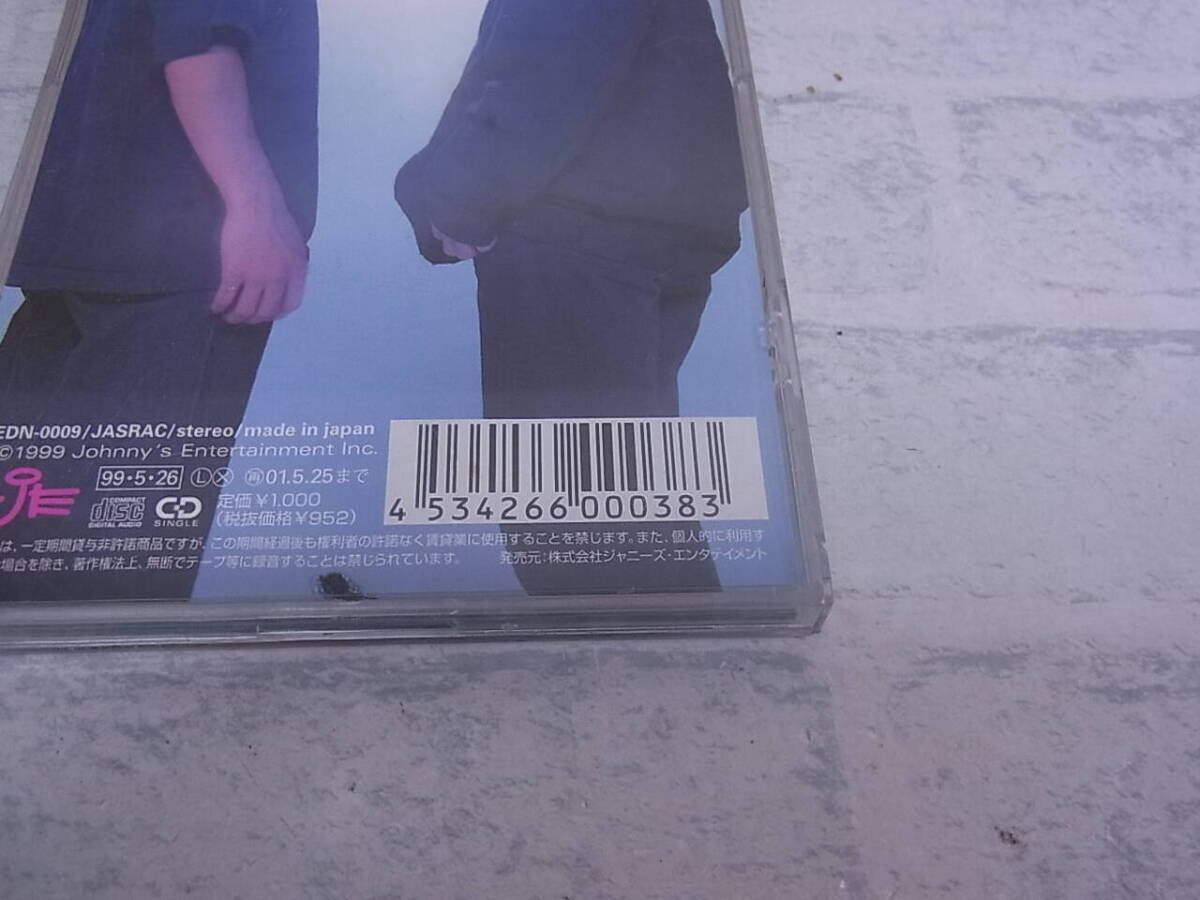 EDN-0009/JASRAC/stereo/made in japan
©1999 Johnny's Entertainment Inc.
JE 99・5・26 Ⓛ Ⓧ ㊢01.5.25まで
COMPACT
disc
DIGITAL AUDIO
CD
SINGLE
定価¥1,000
(税抜価格¥952)
4 534266 000383
は、一定期間貸与非許諾商品ですが、この期間経過後も権利者の許諾なく賃貸業に使用することを禁じます。また、個人的に利用す
場合を除き、著作権法上、無断でテープ等に録音することは禁じられています。 発売元:株式会社ジャニーズ・エンタテイメント